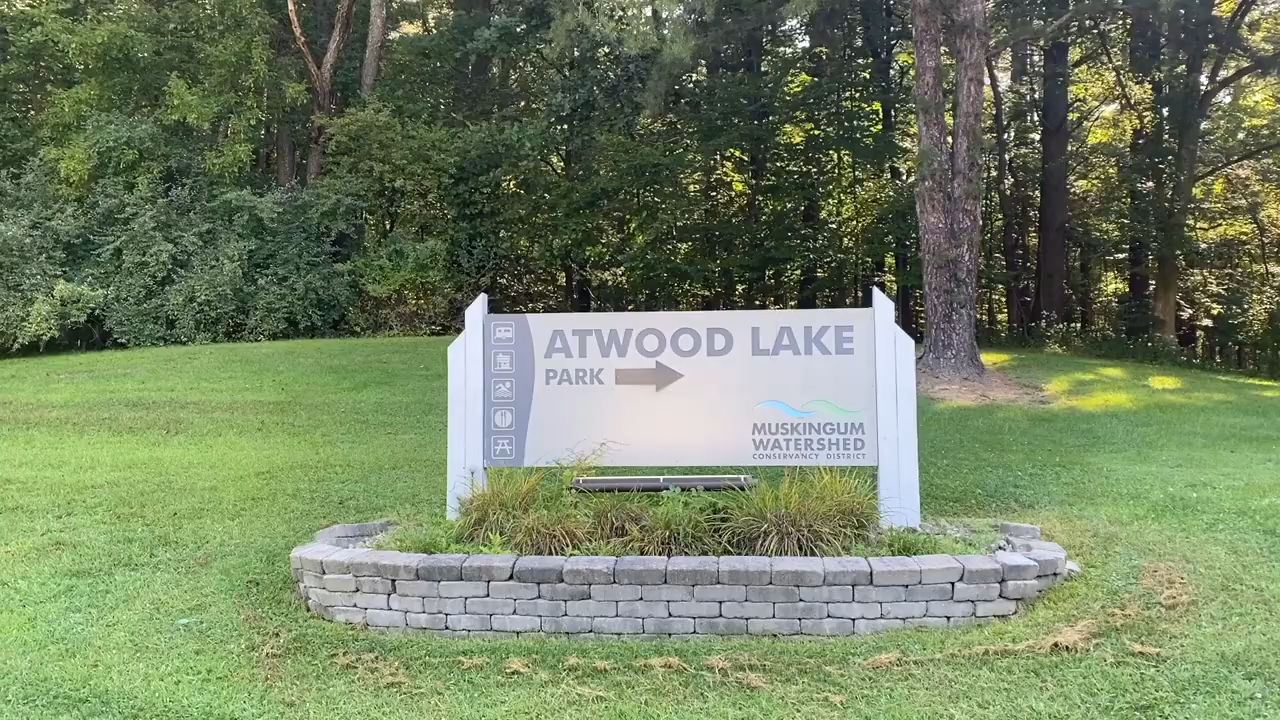 ATWOOD LAKE
PARK
MUSKINGUM
WATERSHED
CONSERVANCY DISTRICT